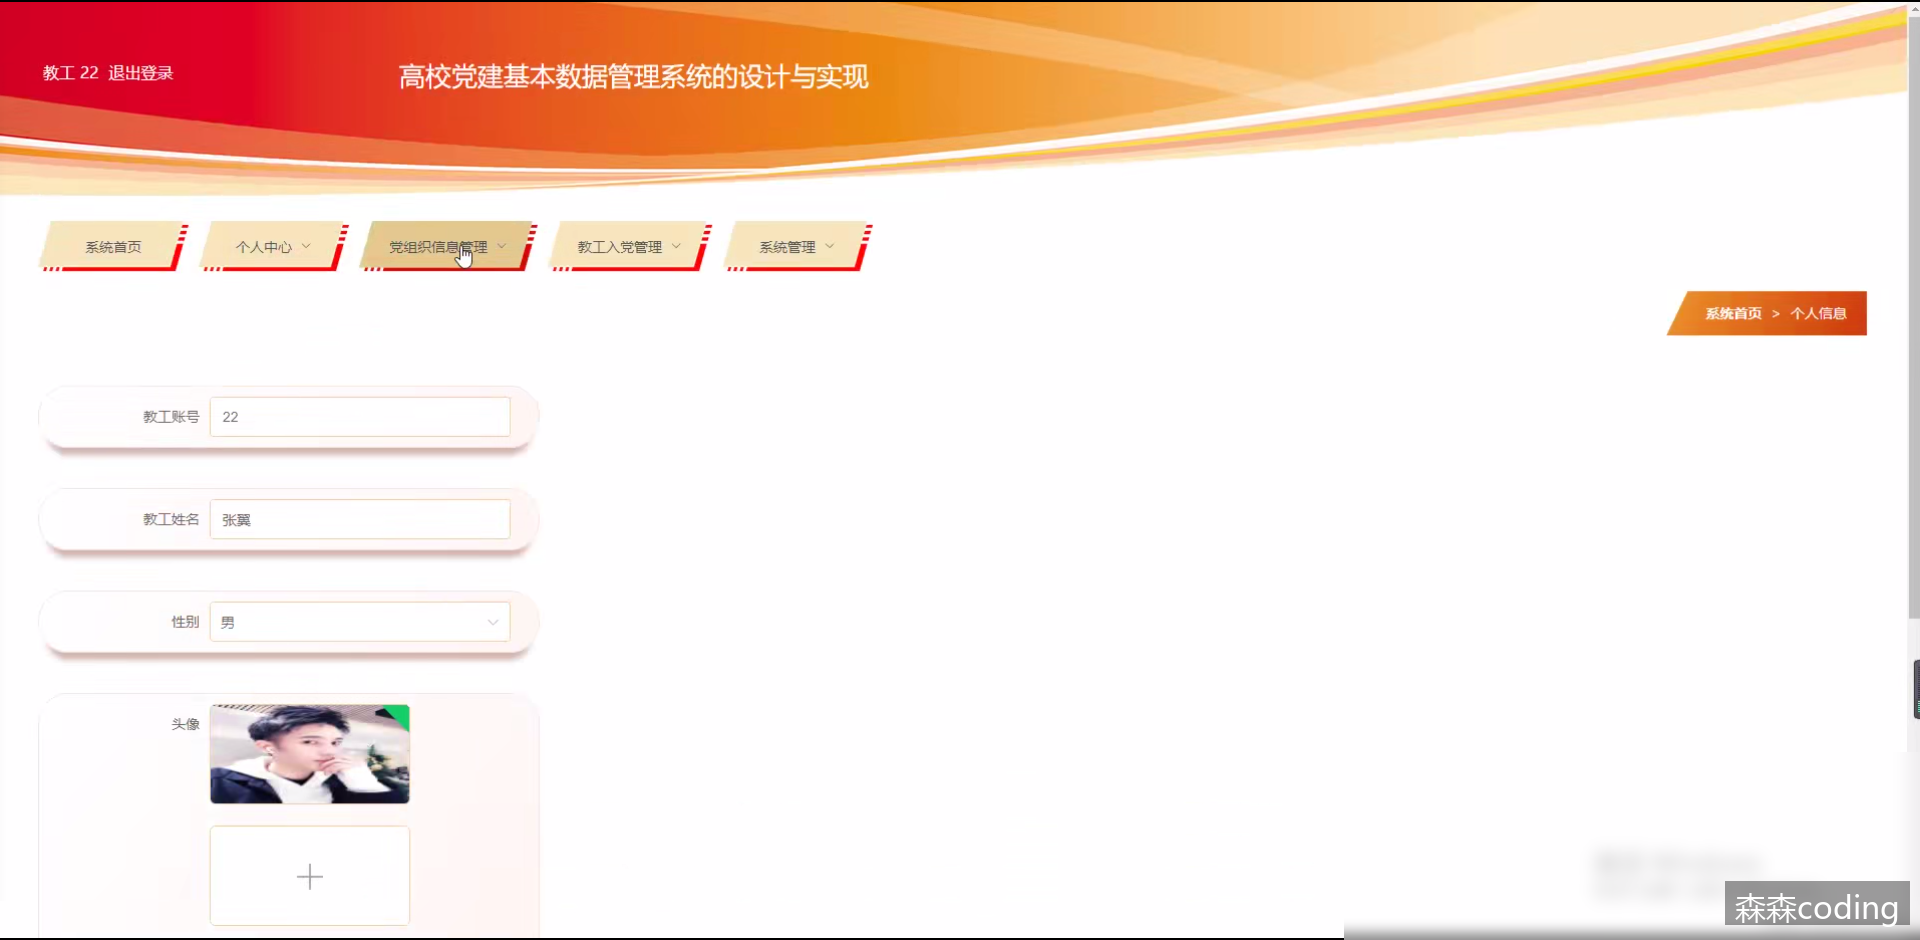 教工 22 退出登录
高校党建基本数据管理系统的设计与实现
系统首页
个人中心
党组织信息管理
教工入党管理
系统管理
系统首页 > 个人信息
教工账号 22
教工姓名 张翼
性别 男
头像
森森coding